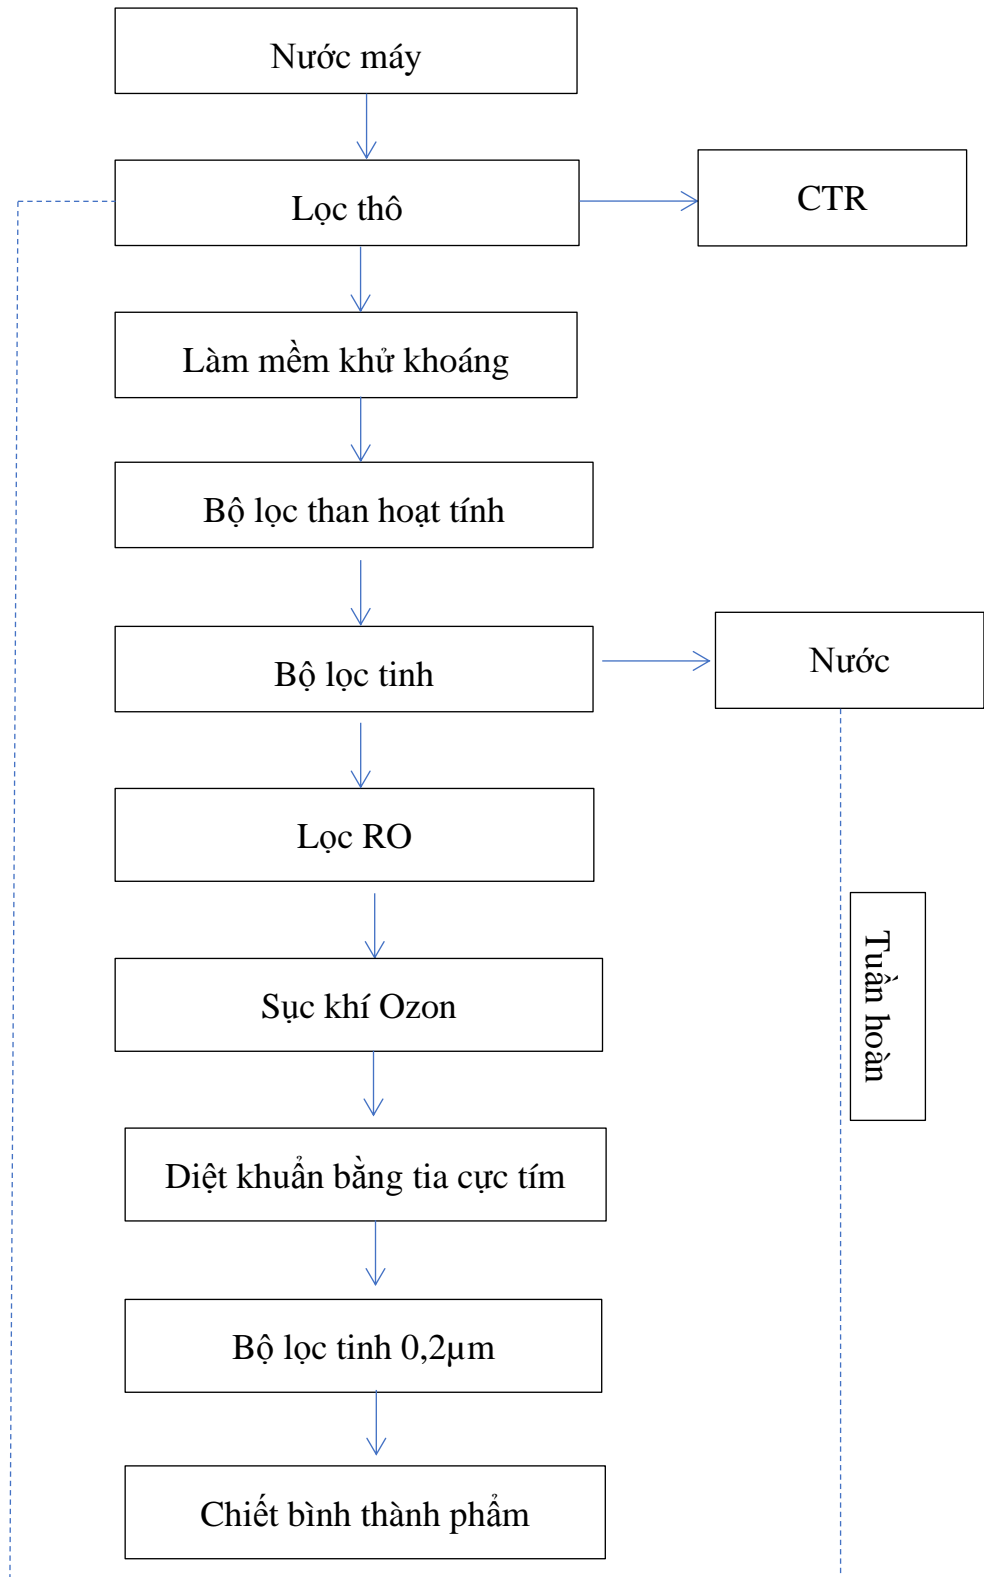 Nước máy
Lọc thô
CTR
Làm mềm khử khoáng
Bộ lọc than hoạt tính
Bộ lọc tinh
Nước
Lọc RO
Tuần hoàn
Sục khí Ozon
Diệt khuẩn bằng tia cực tím
Bộ lọc tinh 0,2µm
Chiết bình thành phẩm